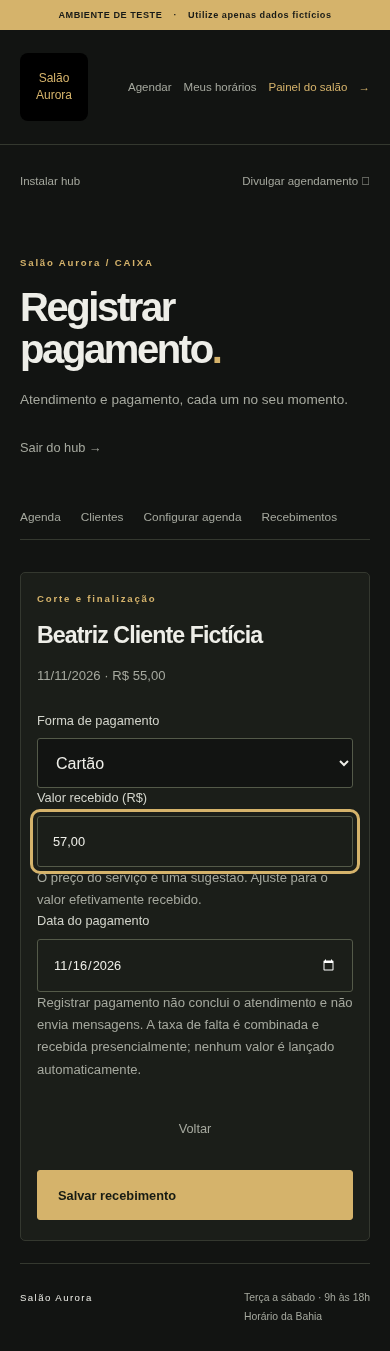 AMBIENTE DE TESTE · Utilize apenas dados fictícios
Salão
Aurora
Agendar Meus horários Painel do salão →
Instalar hub
Divulgar agendamento
Salão Aurora / CAIXA
Registrar
pagamento.
Atendimento e pagamento, cada um no seu momento.
Sair do hub →
Agenda Clientes Configurar agenda Recebimentos
Corte e finalização
Beatriz Cliente Fictícia
11/11/2026 · R$ 55,00
Forma de pagamento
Cartão
Valor recebido (R$)
57,00
O preço do serviço é uma sugestão. Ajuste para o
valor efetivamente recebido.
Data do pagamento
11/16/2026
Registrar pagamento não conclui o atendimento e não
envia mensagens. A taxa de falta é combinada e
recebida presencialmente; nenhum valor é lançado
automaticamente.
Voltar
Salvar recebimento
Salão Aurora
Terça a sábado · 9h às 18h
Horário da Bahia